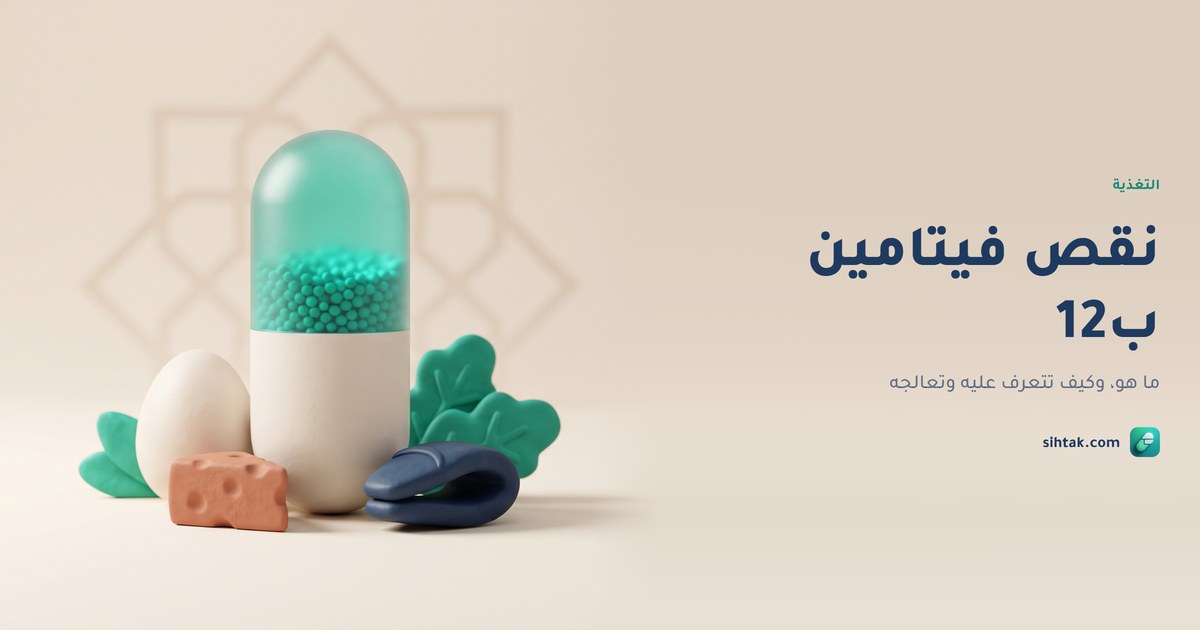 التغذية
نقص فيتامين
ب12
ما هو، وكيف تتعرف عليه وتعالجه
sihtak.com